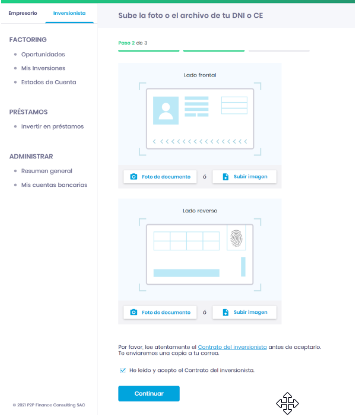 Empresario Inversionista
Sube la foto o el archivo de tu DNI o CE
FACTORING
Oportunidades
Mis Inversiones
Estados de Cuenta
PRÉSTAMOS
Invertir en préstamos
ADMINISTRAR
Resumen general
Mis cuentas bancarias
Paso 2 de 3
Lado frontal
Foto de documento ó Subir imagen
Lado reverso
Foto de documento ó Subir imagen
Por favor, lee atentamente el Contrato del inversionista antes de aceptarlo.
Te enviaremos una copia a tu correo.
He leído y acepto el Contrato del inversionista.
Continuar
© 2021 PSP Finance Consulting SAC.